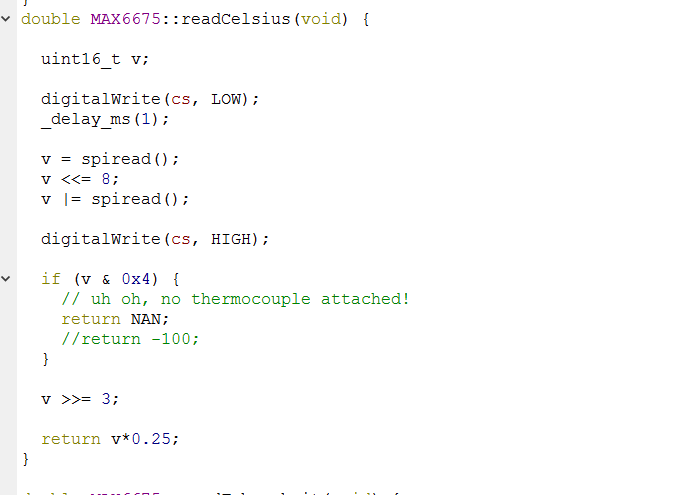 }
double MAX6675::readCelsius(void) {
uint16_t v;
digitalWrite(cs, LOW);
_delay_ms(1);
v = spiread();
v <<= 8;
v |= spiread();
digitalWrite(cs, HIGH);
if (v & 0x4) {
// uh oh, no thermocouple attached!
return NAN;
//return -100;
}
v >>= 3;
return v*0.25;
}